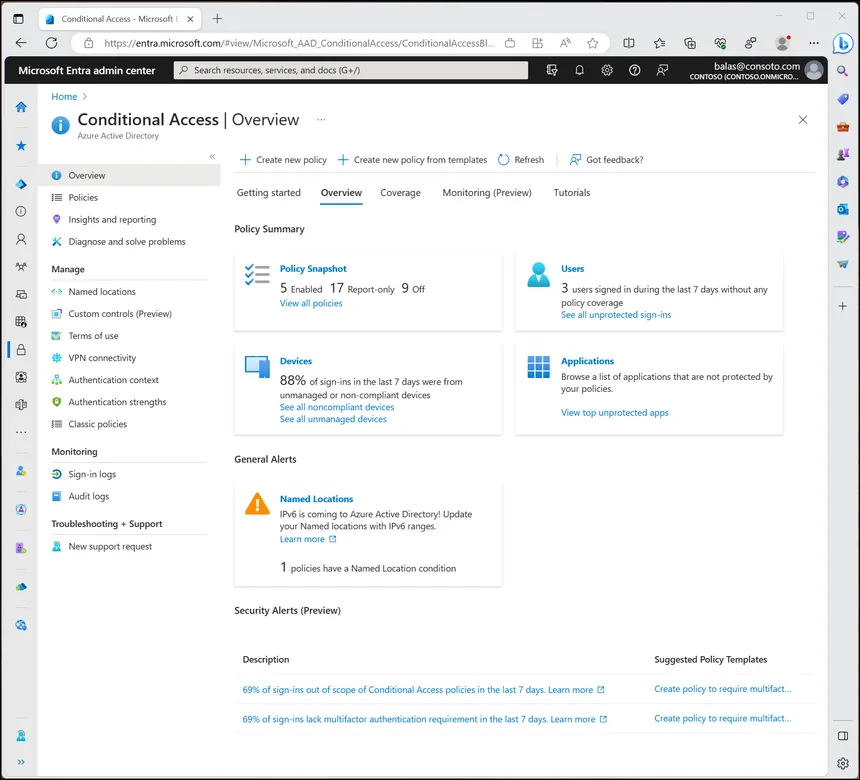 Conditional Access - Microsoft E
https://entra.microsoft.com/#view/Microsoft_AAD_ConditionalAccess/ConditionalAccessBl...
Microsoft Entra admin center
Search resources, services, and docs (G+/)
balas@consoto.com
CONTOSO (CONTOSO.ONMICRO...
Home
Conditional Access | Overview ...
Azure Active Directory
Overview
Policies
Insights and reporting
Diagnose and solve problems
Manage
Named locations
Custom controls (Preview)
Terms of use
VPN connectivity
Authentication context
Authentication strengths
Classic policies
Monitoring
Sign-in logs
Audit logs
Troubleshooting + Support
New support request
Create new policy
Create new policy from templates
Refresh
Got feedback?
Getting started
Overview
Coverage
Monitoring (Preview)
Tutorials
Policy Summary
Policy Snapshot
5 Enabled 17 Report-only 9 Off
View all policies
Users
3 users signed in during the last 7 days without any
policy coverage
See all unprotected sign-ins
Devices
88% of sign-ins in the last 7 days were from
unmanaged or non-compliant devices
See all noncompliant devices
See all unmanaged devices
Applications
Browse a list of applications that are not protected by
your policies.
View top unprotected apps
General Alerts
Named Locations
IPv6 is coming to Azure Active Directory! Update
your Named locations with IPv6 ranges.
Learn more
1 policies have a Named Location condition
Security Alerts (Preview)
Description
Suggested Policy Templates
69% of sign-ins out of scope of Conditional Access policies in the last 7 days. Learn more
Create policy to require multifact...
69% of sign-ins lack multifactor authentication requirement in the last 7 days. Learn more
Create policy to require multifact...